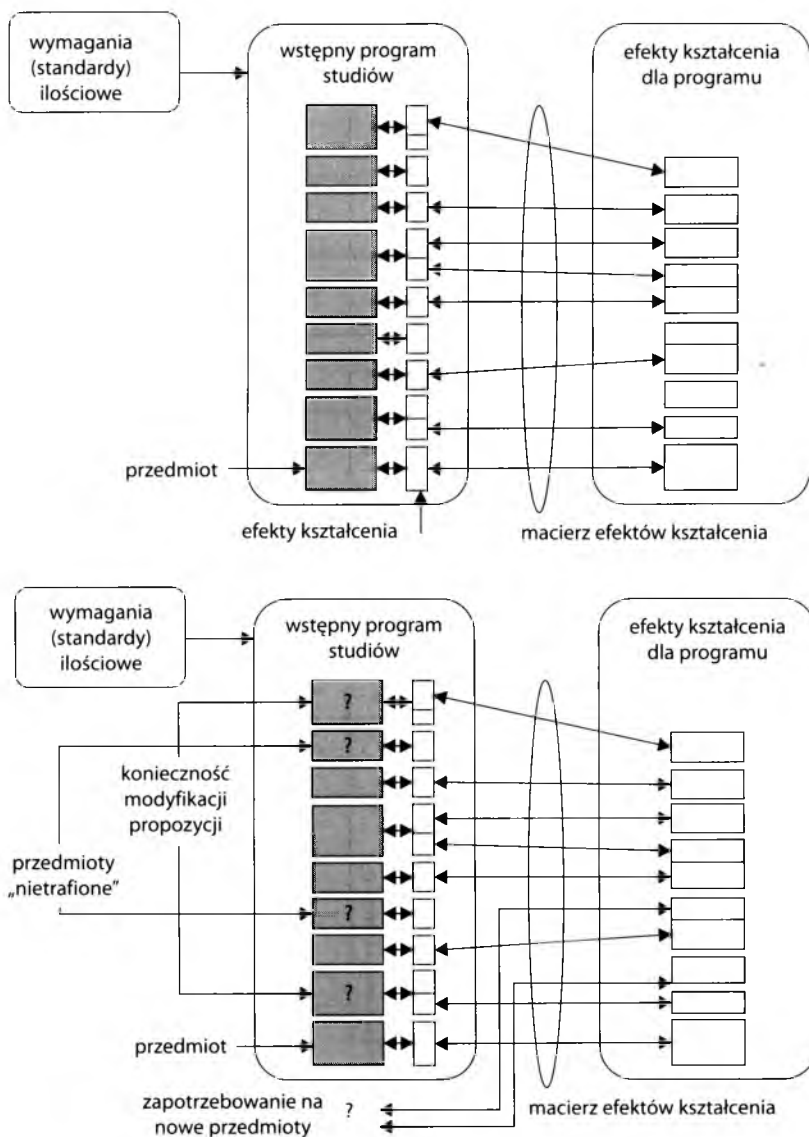 wymagania
(standardy)
ilościowe
wstępny program
studiów
efekty kształcenia
dla programu
przedmiot
efekty kształcenia
macierz efektów kształcenia
wymagania
(standardy)
ilościowe
wstępny program
studiów
efekty kształcenia
dla programu
?
?
konieczność
modyfikacji
propozycji
przedmioty
„nietrafione”
?
?
przedmiot
zapotrzebowanie na
nowe przedmioty
?
macierz efektów kształcenia